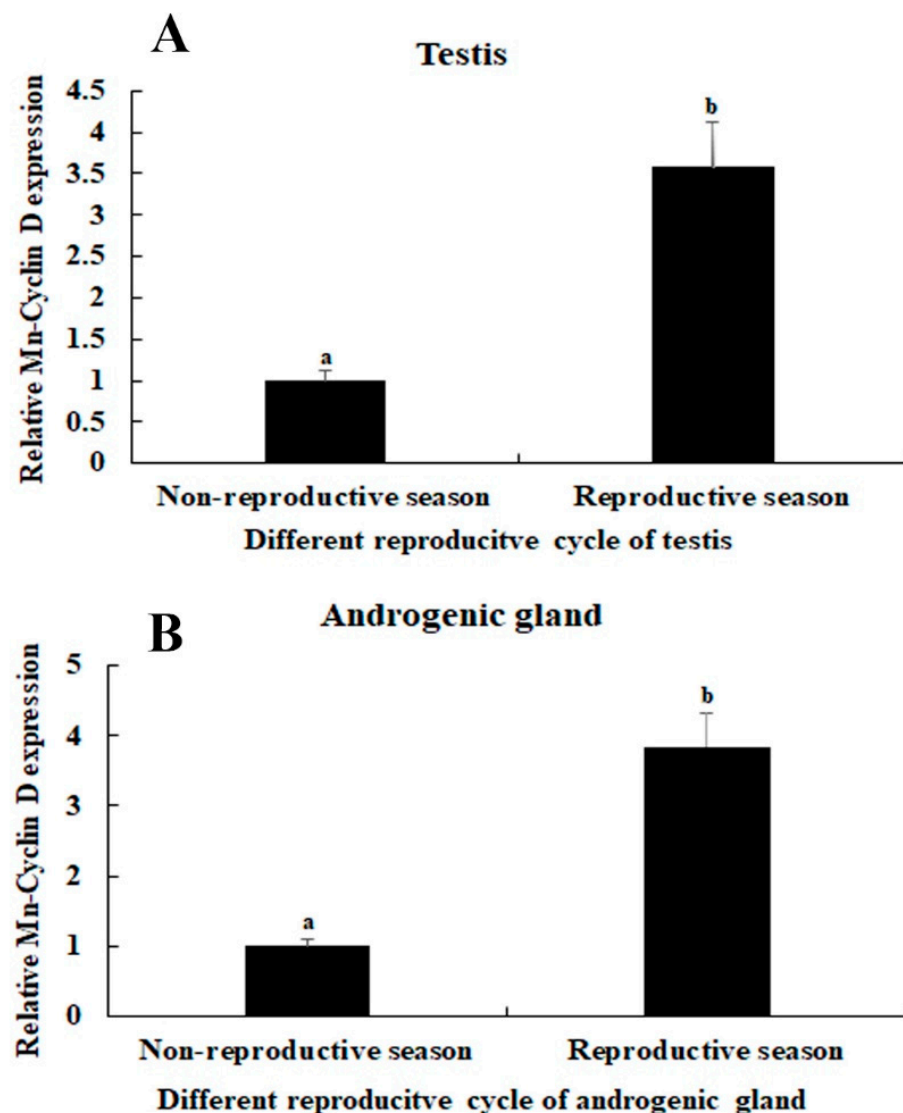 A
Testis
Relative Mn-Cyclin D expression
4.5
4
3.5
3
2.5
2
1.5
1
0.5
0
a
b
Non-reproductive season
Reproductive season
Different reproducitve cycle of testis
B
Androgenic gland
Relative Mn-Cyclin D expression
5
4
3
2
1
0
a
b
Non-reproductive season
Reproductive season
Different reproducitve cycle of androgenic gland